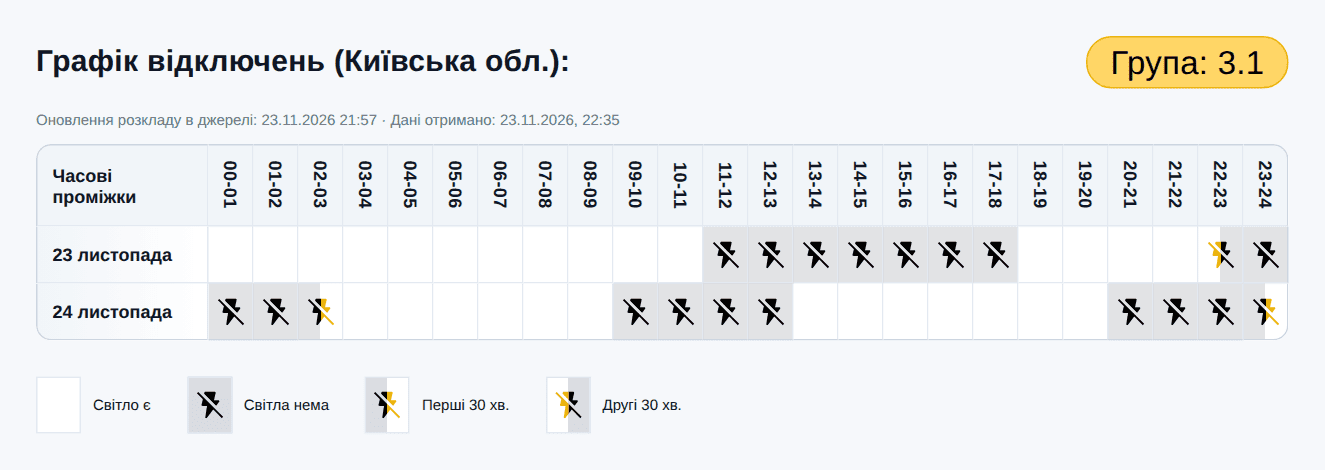 Графік відключень (Київська обл.):
Група: 3.1
Оновлення розкладу в джерелі: 23.11.2026 21:57 · Дані отримано: 23.11.2026, 22:35
Часові
проміжки
00-01
01-02
02-03
03-04
04-05
05-06
06-07
07-08
08-09
09-10
10-11
11-12
12-13
13-14
14-15
15-16
16-17
17-18
18-19
19-20
20-21
21-22
22-23
23-24
23 листопада
24 листопада
Світло є
Світла нема
Перші 30 хв.
Другі 30 хв.